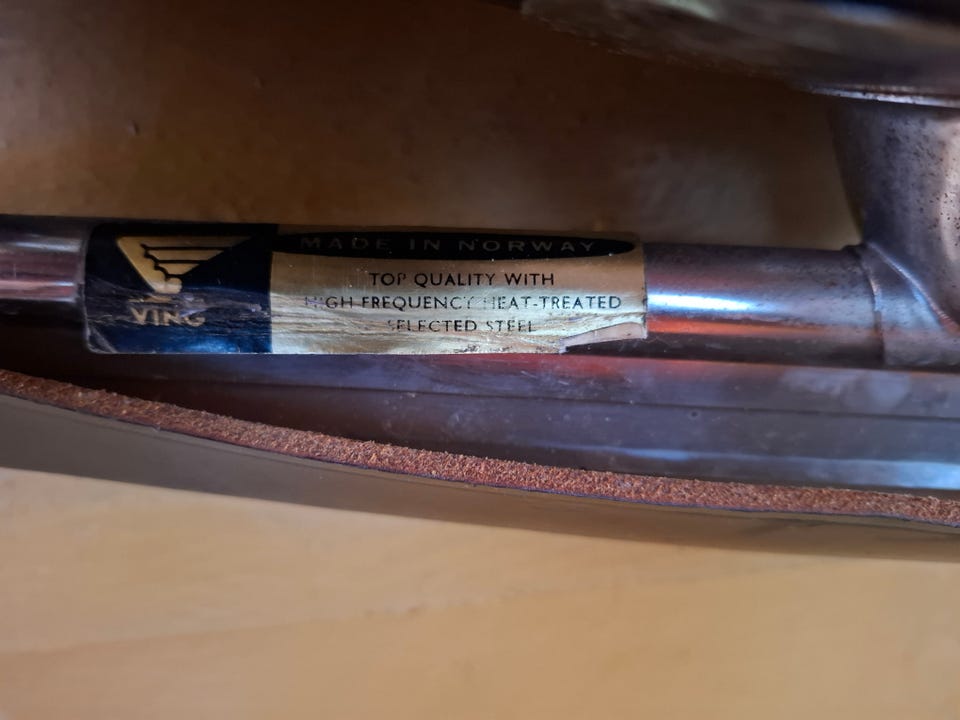 VING
MADE IN NORWAY
TOP QUALITY WITH
HIGH-FREQUENCY HEAT-TREATED
SELECTED STEEL